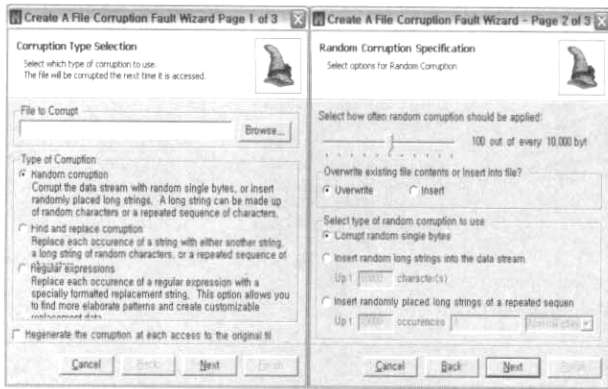 Create A File Corruption Fault Wizard Page 1 of 3
Corruption Type Selection
Select which type of corruption to use.
The file will be corrupted the next time it is accessed.
File to Corrupt
Browse...
Type of Corruption
Random corruption
Corrupt the data stream with random single bytes, or insert
randomly placed long strings. A long string can be made up
of random characters or a repeated sequence of characters.
Find and replace corruption
Replace each occurence of a string with either another string,
a long string of random characters, or a repeated sequence of
Regular expressions
Replace each occurence of a regular expression with a
specially formatted replacement string. This option allows you
to find more elaborate patterns and create customizable
replacement data
Regenerate the corruption at each access to the original fil
Cancel
Back
Next
Finish
Create A File Corruption Fault Wizard - Page 2 of 3
Random Corruption Specification
Select options for Random Corruption
Select how often random corruption should be applied:
100 out of every 10,000 byt
Overwrite existing file contents or Insert into file?
Overwrite
Insert
Select type of random corruption to use
Corrupt random single bytes
Insert random long strings into the data stream
Up t
character(s)
Insert randomly placed long strings of a repeated sequen
Up t
occurences
Cancel
Back
Next
Finish